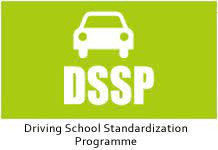 DSSP
Driving School Standardization
Programme